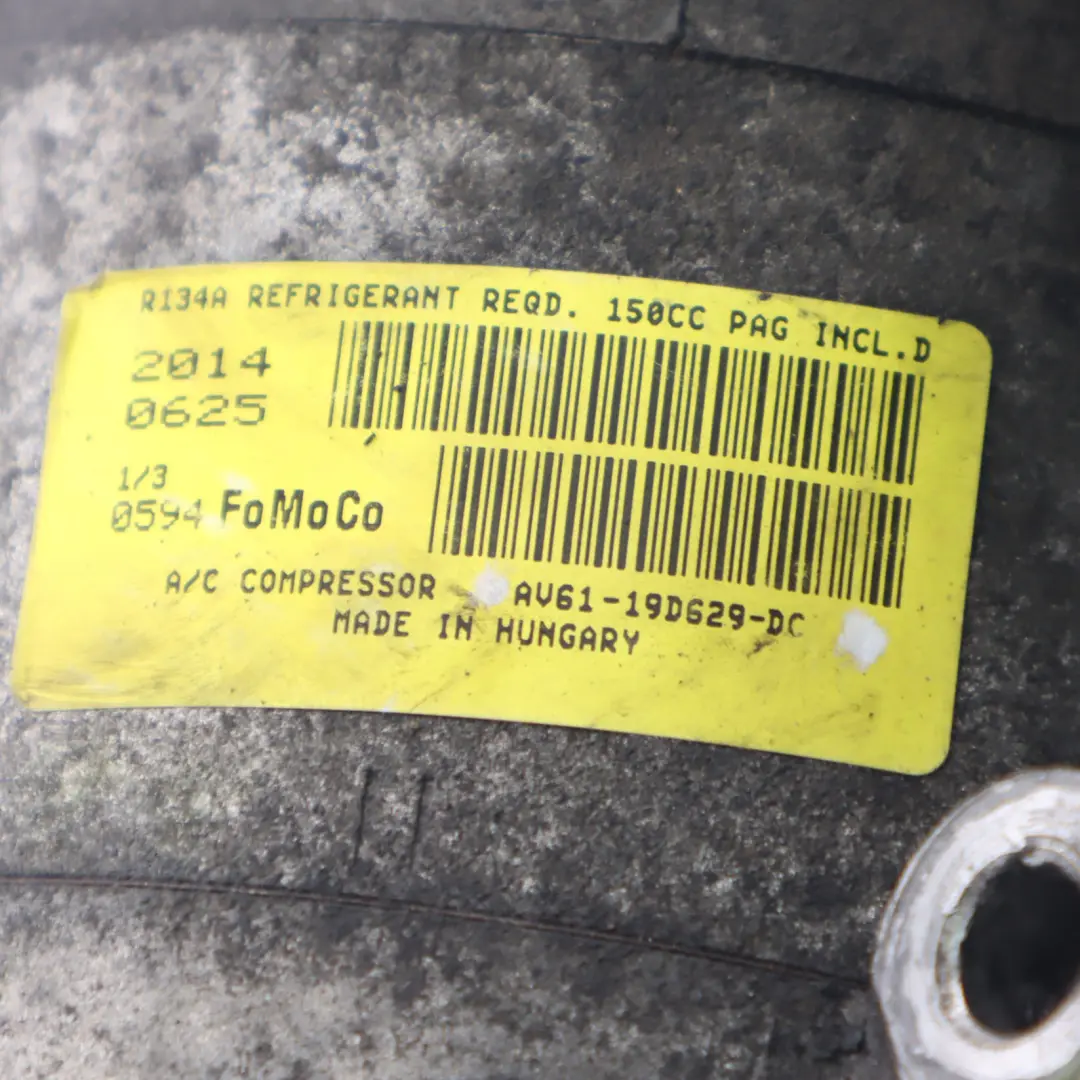 R134A REFRIGERANT REQD. 150CC PAG INCL.D
2014
0625
1/3
0594 FoMoCo
A/C COMPRESSOR AV61-19D629-DC
MADE IN HUNGARY